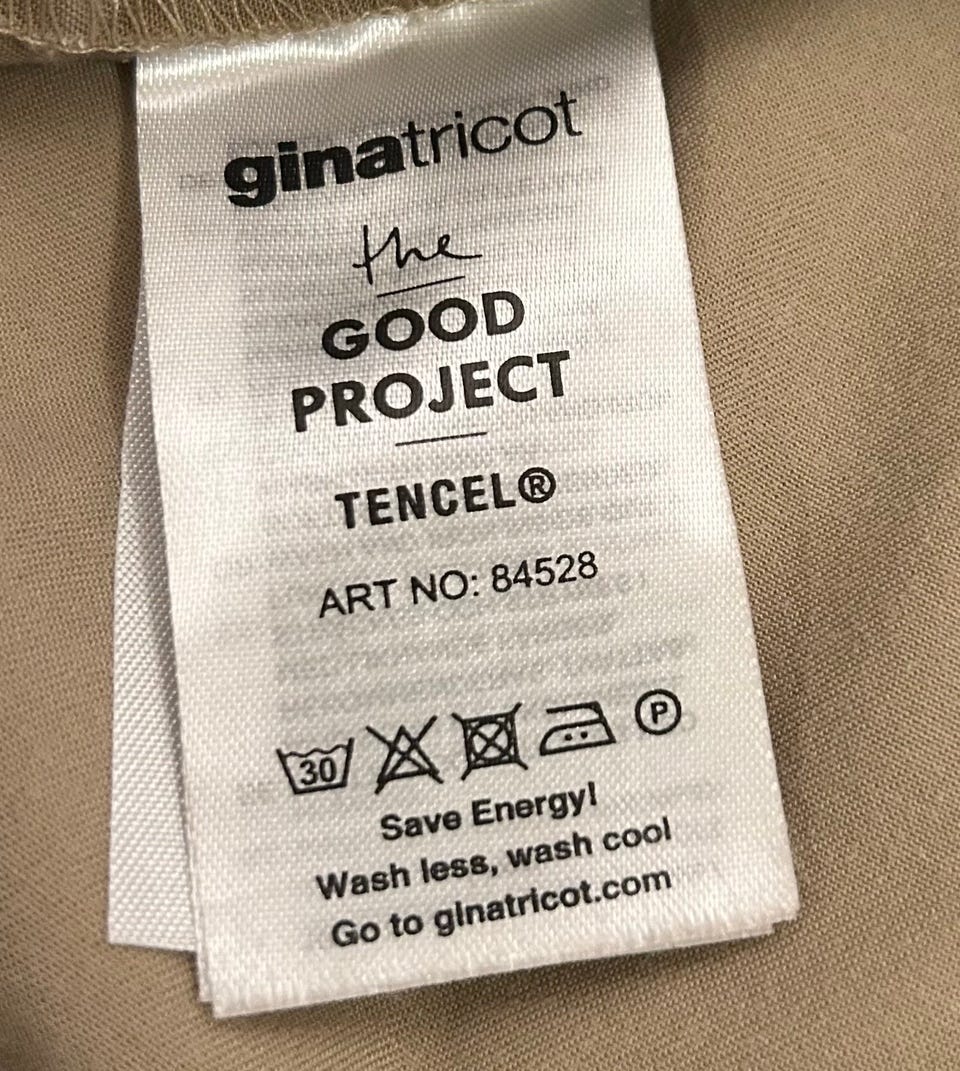 ginatricot
the
GOOD
PROJECT
TENCEL®
ART NO: 84528
30 P
Save Energy!
Wash less, wash cool
Go to ginatricot.com